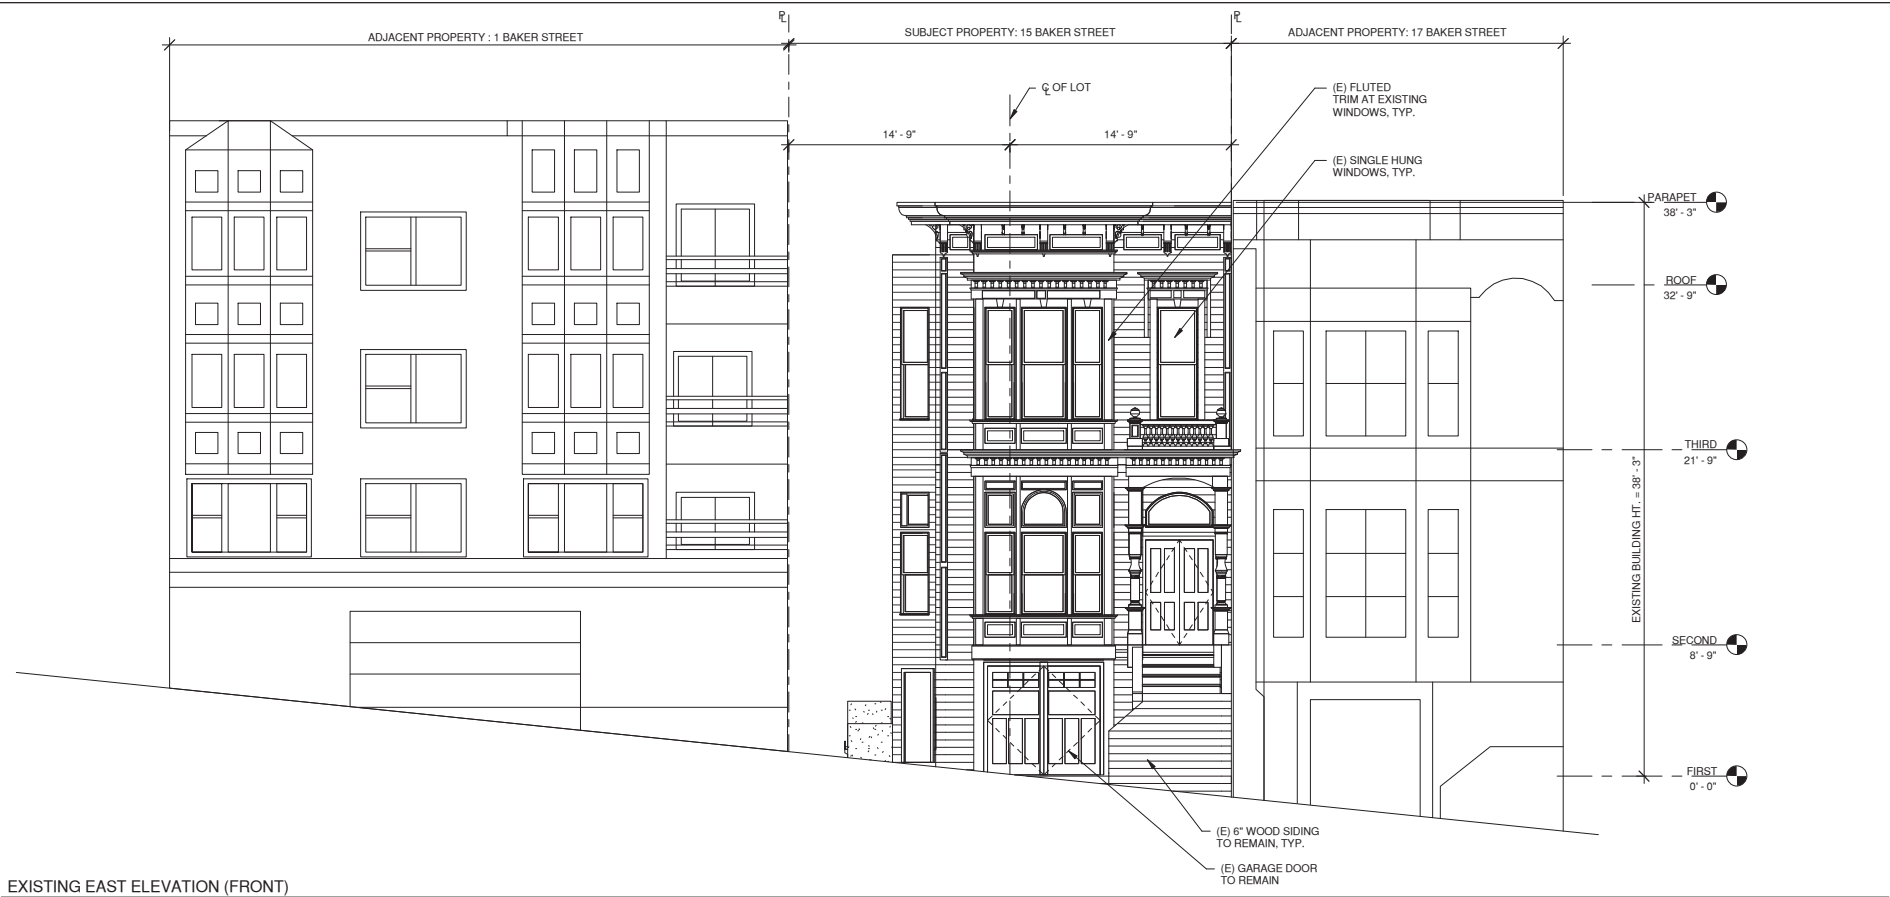 ℄ OF LOT
ADJACENT PROPERTY : 1 BAKER STREET
SUBJECT PROPERTY: 15 BAKER STREET
ADJACENT PROPERTY: 17 BAKER STREET
PL
PL
14' - 9"
14' - 9"
(E) FLUTED
TRIM AT EXISTING
WINDOWS, TYP.
(E) SINGLE HUNG
WINDOWS, TYP.
PARAPET
38' - 3"
ROOF
32' - 9"
THIRD
21' - 9"
EXISTING BUILDING HT. = 38' - 3"
SECOND
8' - 9"
FIRST
0' - 0"
(E) 6" WOOD SIDING
TO REMAIN, TYP.
(E) GARAGE DOOR
TO REMAIN
EXISTING EAST ELEVATION (FRONT)